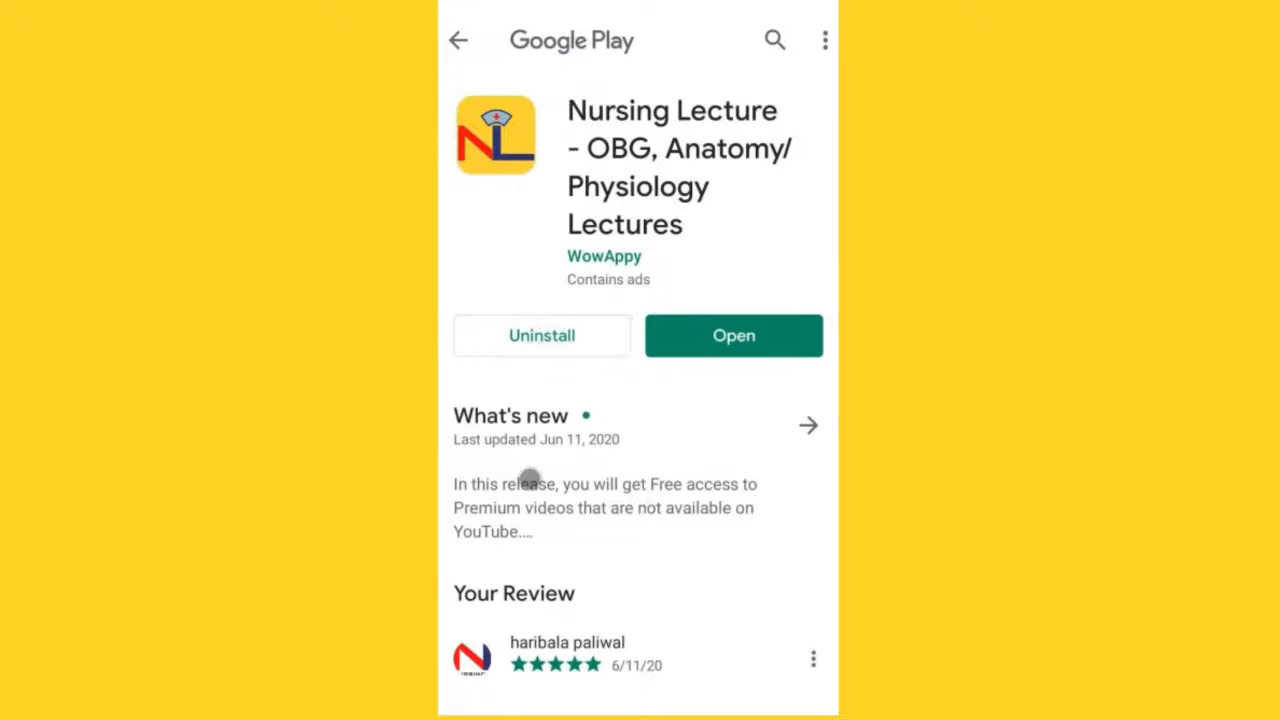 Google Play
NL
Nursing Lecture
- OBG, Anatomy/
Physiology
Lectures
WowAppy
Contains ads
Uninstall
Open
What's new
Last updated Jun 11, 2020
In this release, you will get Free access to
Premium videos that are not available on
YouTube....
Your Review
haribala paliwal
6/11/20